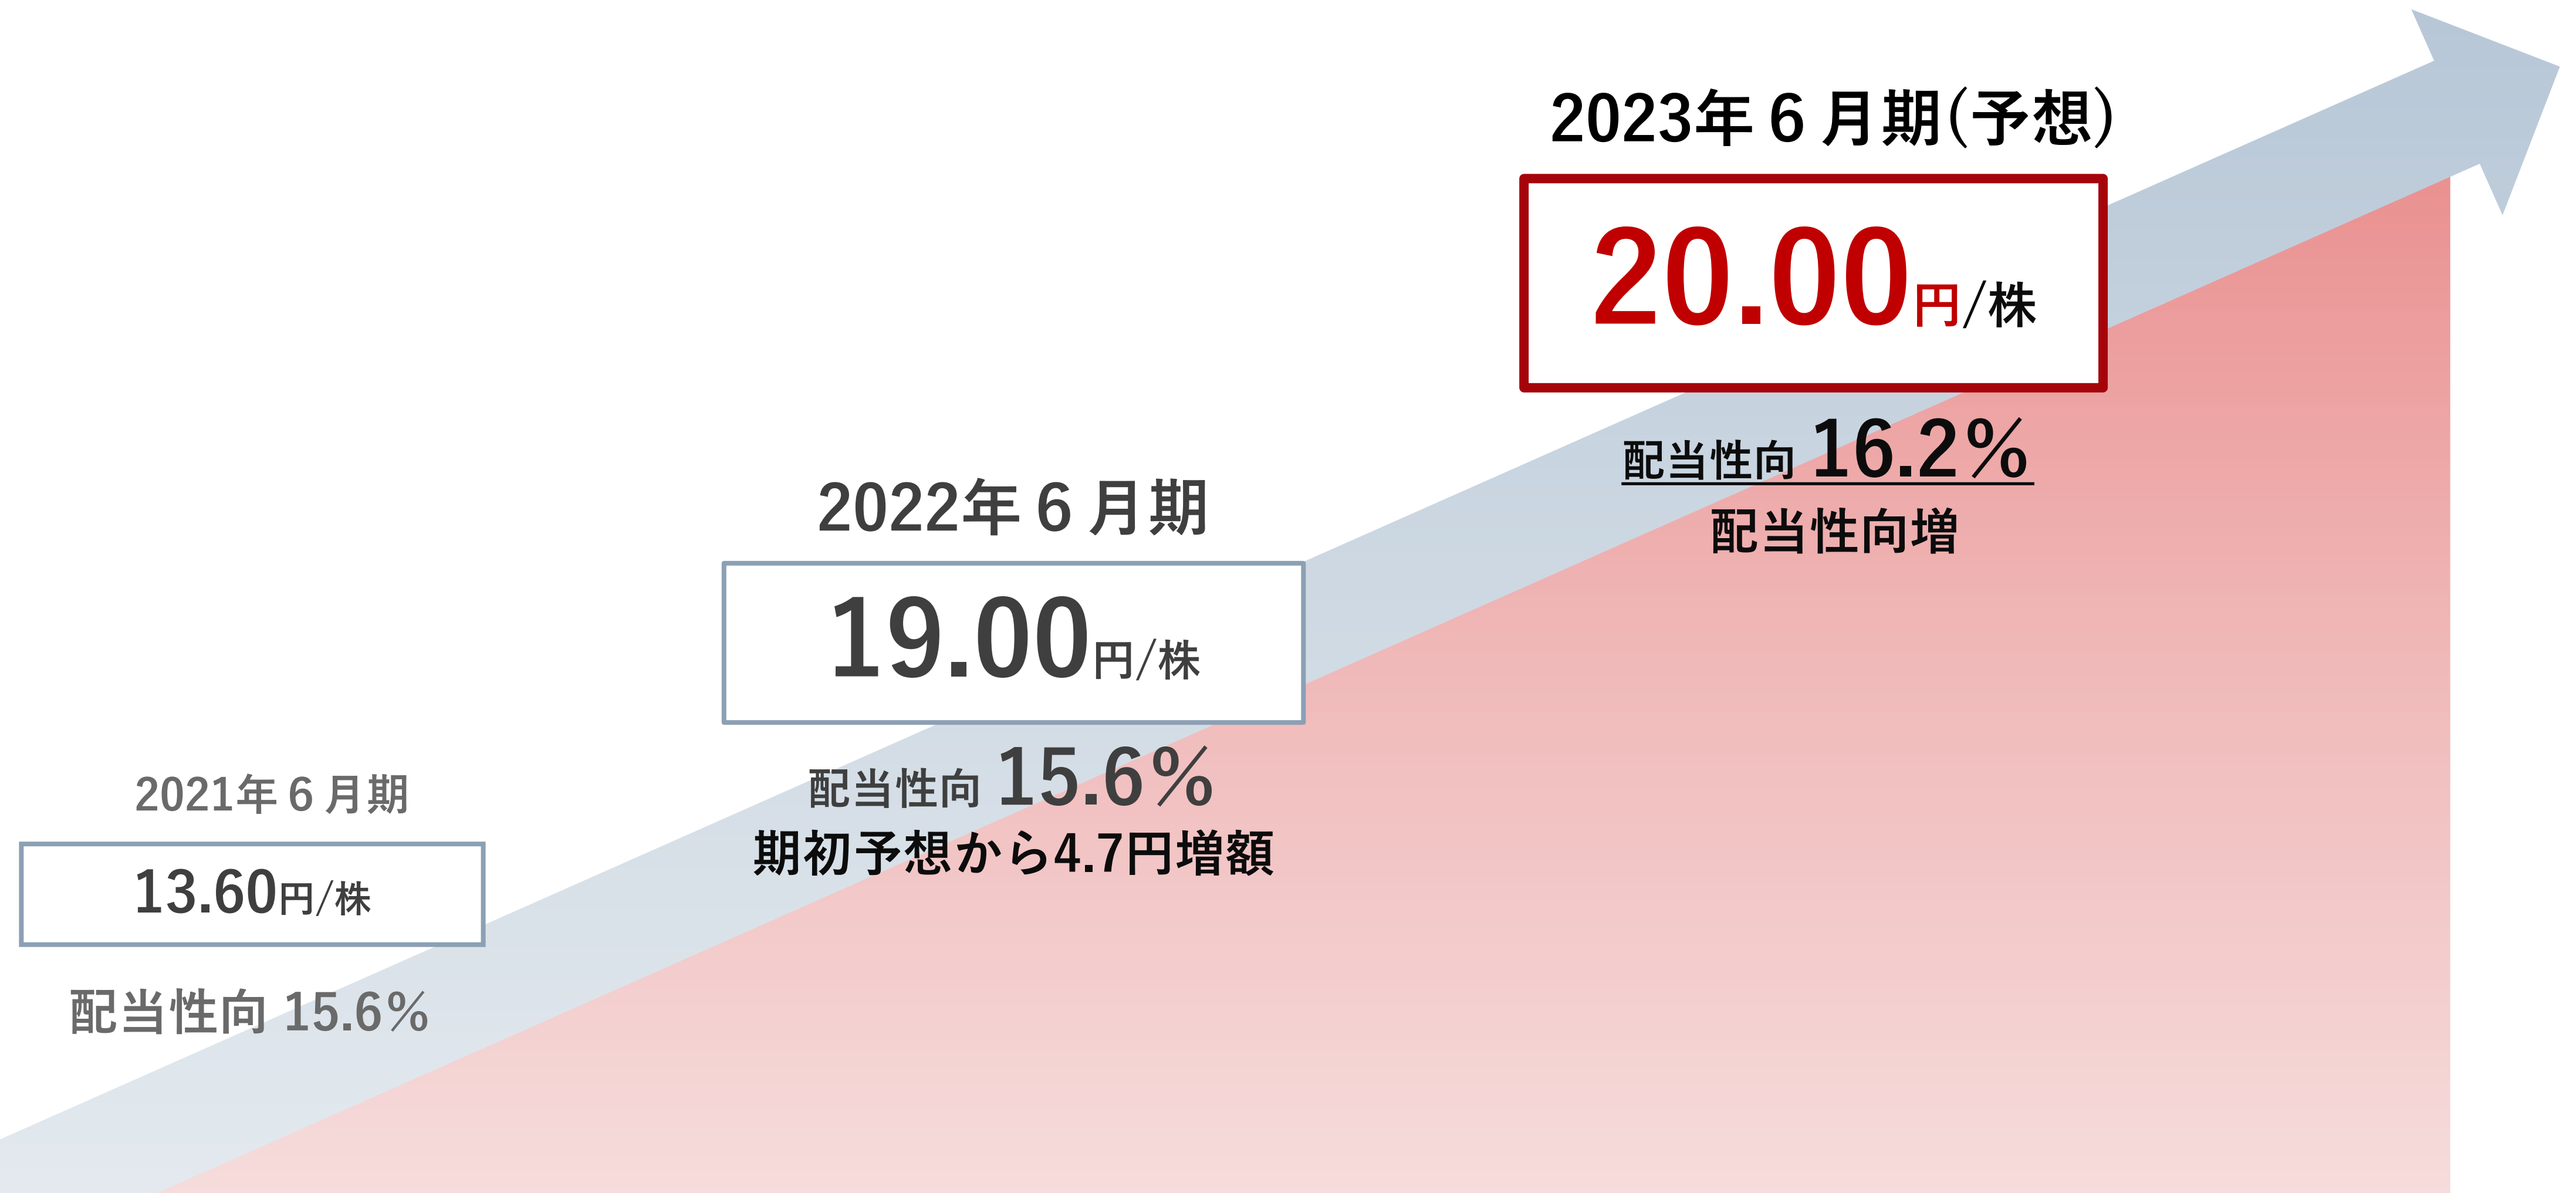 2021年６月期
13.60円/株
配当性向 15.6%
2022年６月期
19.00円/株
配当性向 15.6%
期初予想から4.7円増額
2023年６月期(予想)
20.00円/株
配当性向 16.2%
配当性向増